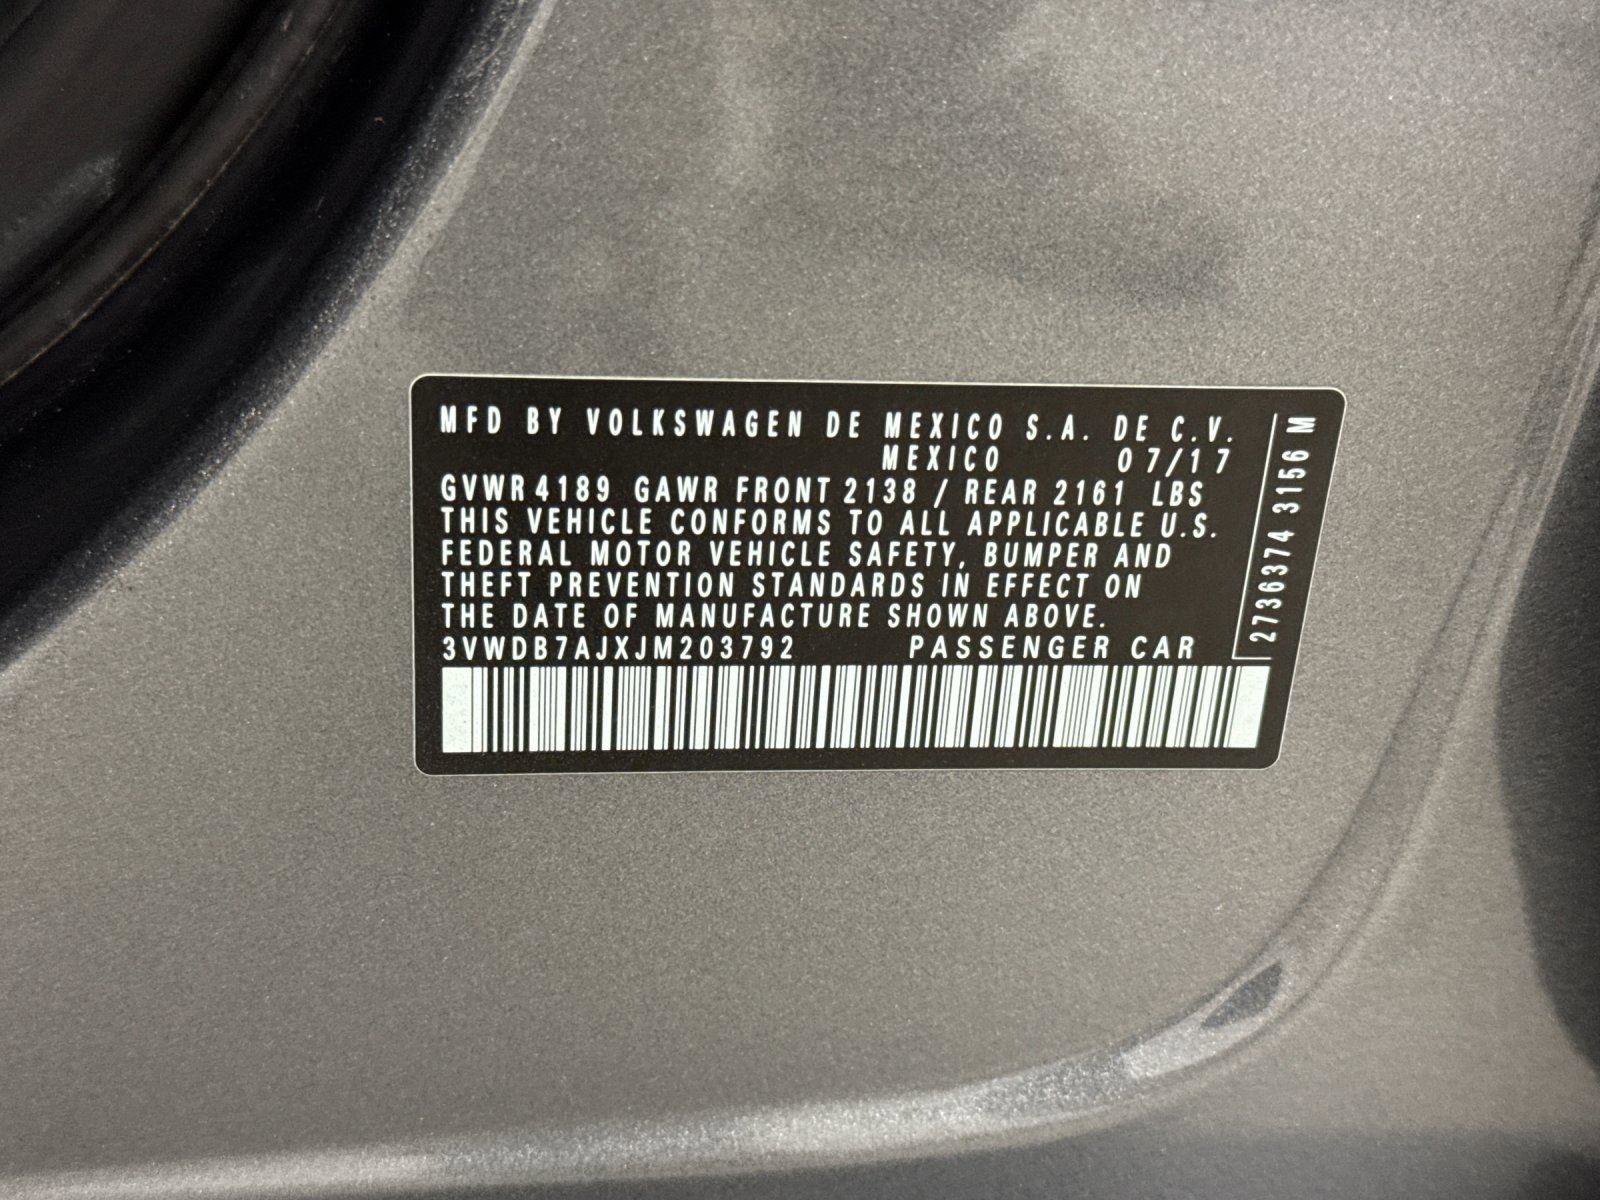 MFD BY VOLKSWAGEN DE MEXICO S.A. DE C.V.
MEXICO 07/17
GVWR 4189 GAWR FRONT 2138 / REAR 2161 LBS
THIS VEHICLE CONFORMS TO ALL APPLICABLE U.S.
FEDERAL MOTOR VEHICLE SAFETY, BUMPER AND
THEFT PREVENTION STANDARDS IN EFFECT ON
THE DATE OF MANUFACTURE SHOWN ABOVE.
3VWDB7AJXJM203792 PASSENGER CAR
2736374 3156 M